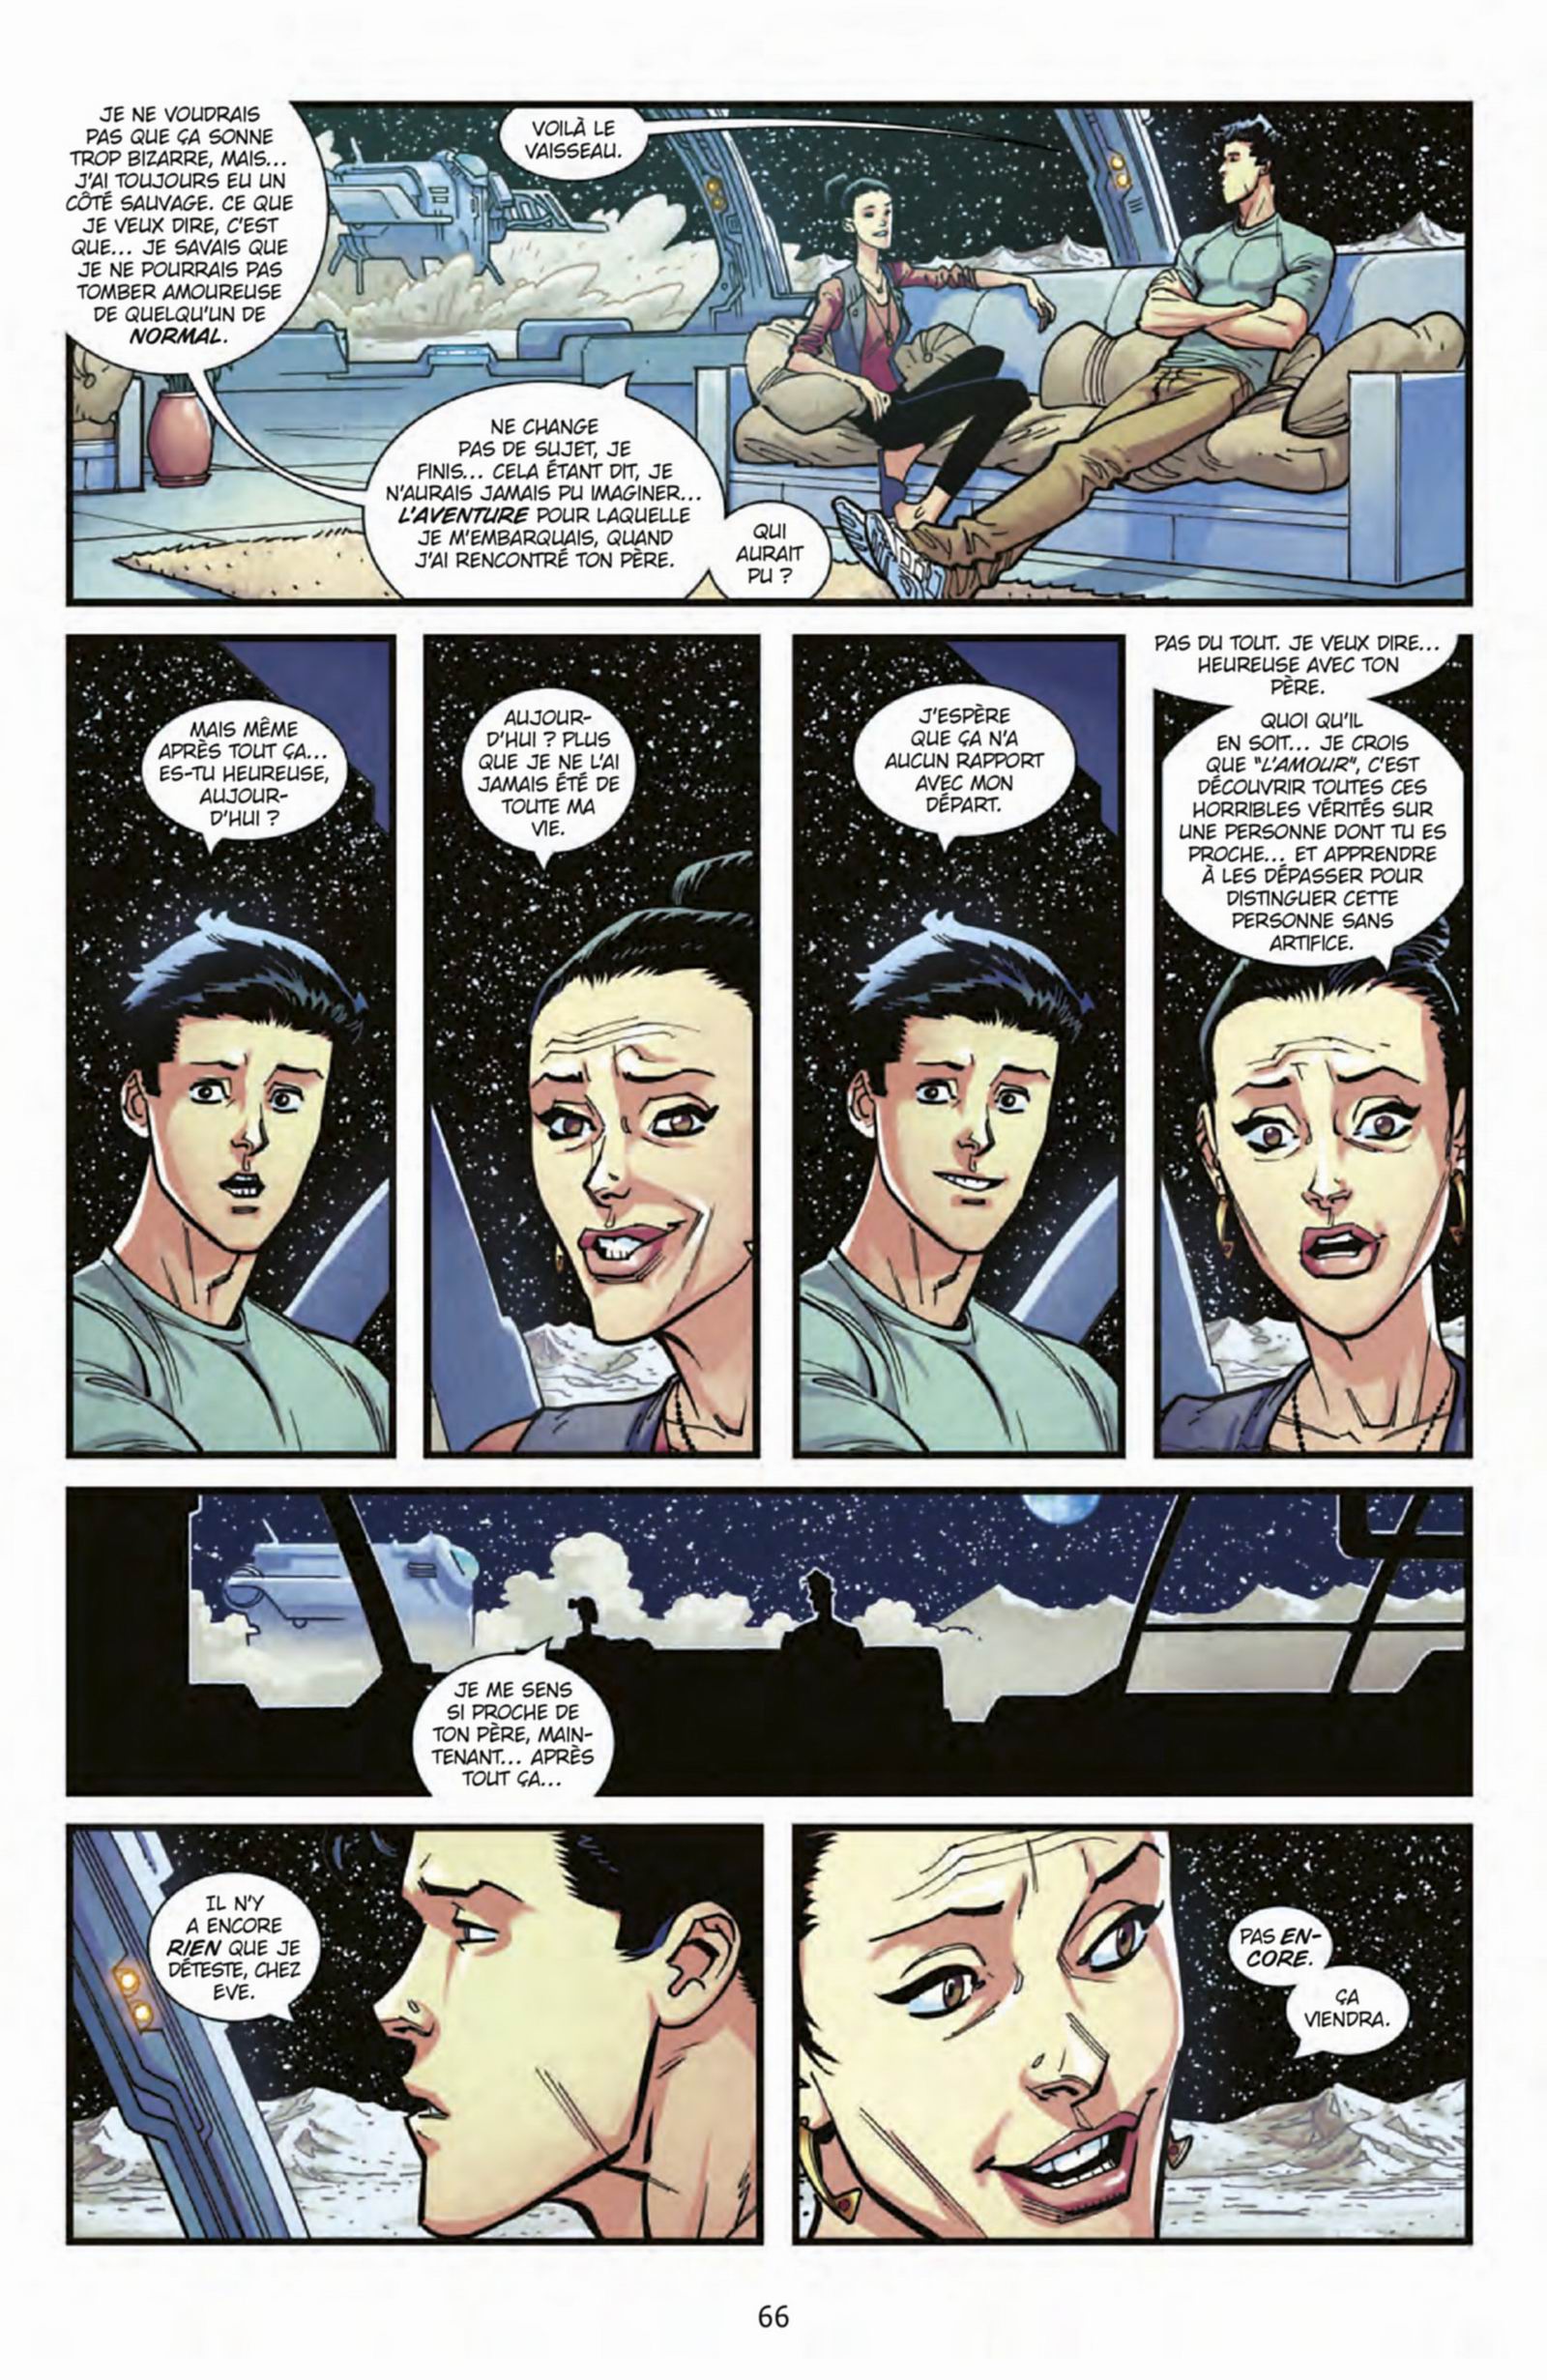 JE NE VOUDRAIS
PAS QUE ÇA SONNE
TROP BIZARRE, MAIS...
J'AI TOUJOURS EU UN
CÔTÉ SAUVAGE. CE QUE
JE VEUX DIRE, C'EST
QUE... JE SAVAIS QUE
JE NE POURRAIS PAS
TOMBER AMOUREUSE
DE QUELQU'UN DE
NORMAL.
VOILÀ LE
VAISSEAU.
NE CHANGE
PAS DE SUJET, JE
FINIS... CELA ÉTANT DIT, JE
N'AURAIS JAMAIS PU IMAGINER...
L'AVENTURE POUR LAQUELLE
JE M'EMBARQUAIS, QUAND
J'AI RENCONTRÉ TON PÈRE.
QUI
AURAIT
PU ?
MAIS MÊME
APRÈS TOUT ÇA...
ES-TU HEUREUSE,
AUJOUR-
D'HUI ?
AUJOUR-
D'HUI ? PLUS
QUE JE NE L'AI
JAMAIS ÉTÉ DE
TOUTE MA
VIE.
J'ESPÈRE
QUE ÇA N'A
AUCUN RAPPORT
AVEC MON
DÉPART.
PAS DU TOUT. JE VEUX DIRE...
HEUREUSE AVEC TON
PÈRE.
QUOI QU'IL
EN SOIT... JE CROIS
QUE "L'AMOUR", C'EST
DÉCOUVRIR TOUTES CES
HORRIBLES VÉRITÉS SUR
UNE PERSONNE DONT TU ES
PROCHE... ET APPRENDRE
À LES DÉPASSER POUR
DISTINGUER CETTE
PERSONNE SANS
ARTIFICE.
JE ME SENS
SI PROCHE DE
TON PÈRE, MAIN-
TENANT... APRÈS
TOUT ÇA...
IL N'Y
A ENCORE
RIEN QUE JE
DÉTESTE, CHEZ
EVE.
PAS EN-
CORE.
ÇA
VIENDRA.
66